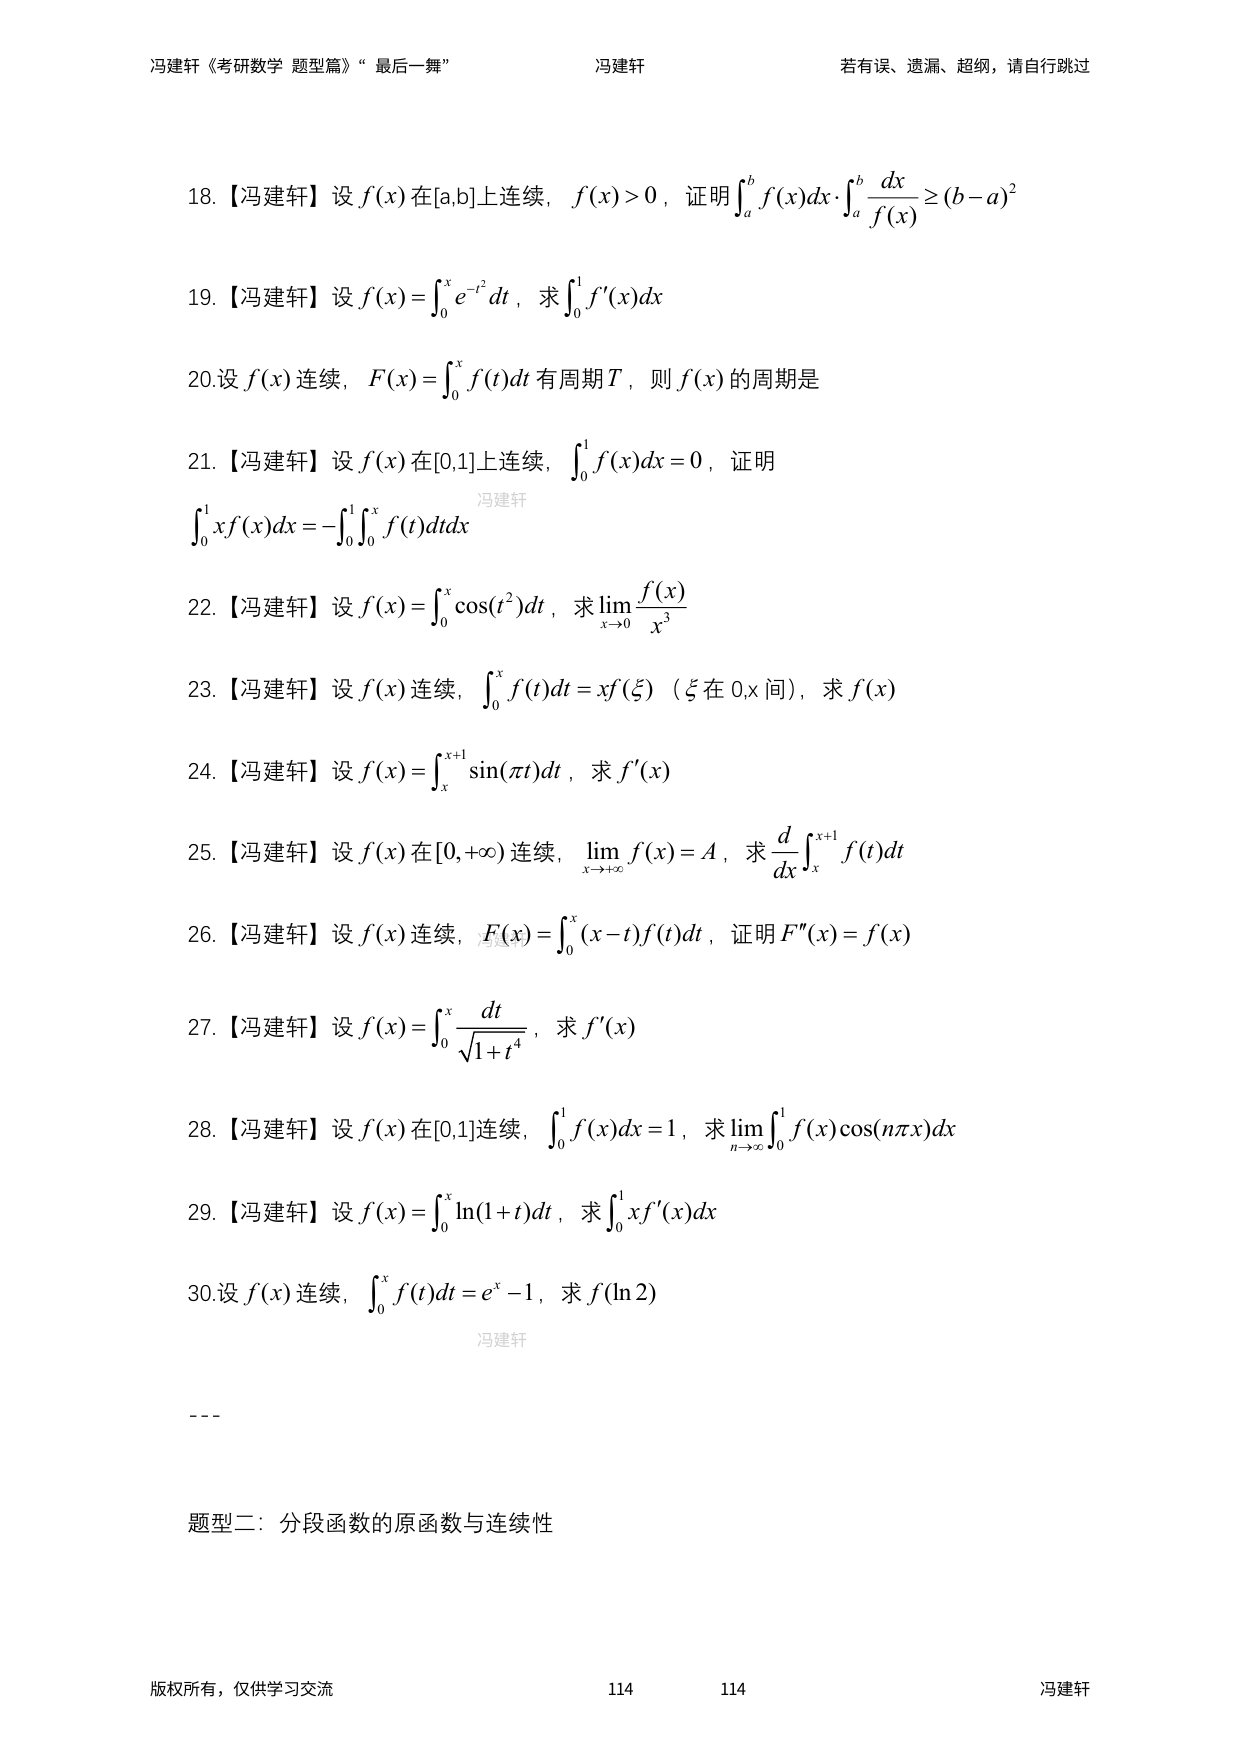 冯建轩《考研数学 题型篇》“ 最后一舞” 冯建轩 若有误、遗漏、超纲，请自行跳过
18.【冯建轩】设 f(x) 在[a,b]上连续， f(x) > 0 ，证明 ∫_a^b f(x)dx · ∫_a^b dx/f(x) ≥ (b − a)^2
19.【冯建轩】设 f(x) = ∫_0^x e^{−t^2} dt ，求 ∫_0^1 f′(x)dx
20.设 f(x) 连续， F(x) = ∫_0^x f(t)dt 有周期 T ，则 f(x) 的周期是
21.【冯建轩】设 f(x) 在[0,1]上连续， ∫_0^1 f(x)dx = 0 ，证明
冯建轩
∫_0^1 xf(x)dx = −∫_0^1 ∫_0^x f(t)dtdx
22.【冯建轩】设 f(x) = ∫_0^x cos(t^2)dt ，求 lim_{x→0} f(x)/x^3
23.【冯建轩】设 f(x) 连续， ∫_0^x f(t)dt = xf(ξ) （ ξ 在 0,x 间），求 f(x)
24.【冯建轩】设 f(x) = ∫_x^{x+1} sin(πt)dt ，求 f′(x)
25.【冯建轩】设 f(x) 在 [0,+∞) 连续， lim_{x→+∞} f(x) = A ，求 d/dx ∫_x^{x+1} f(t)dt
26.【冯建轩】设 f(x) 连续， F(x) = ∫_0^x (x − t)f(t)dt ，证明 F″(x) = f(x)
冯建轩
27.【冯建轩】设 f(x) = ∫_0^x dt/√(1+t^4) ，求 f′(x)
28.【冯建轩】设 f(x) 在[0,1]连续， ∫_0^1 f(x)dx = 1 ，求 lim_{n→∞} ∫_0^1 f(x)cos(nπx)dx
29.【冯建轩】设 f(x) = ∫_0^x ln(1+t)dt ，求 ∫_0^1 xf′(x)dx
30.设 f(x) 连续， ∫_0^x f(t)dt = e^x − 1 ，求 f(ln 2)
冯建轩
---
题型二：分段函数的原函数与连续性
版权所有，仅供学习交流 114 114 冯建轩